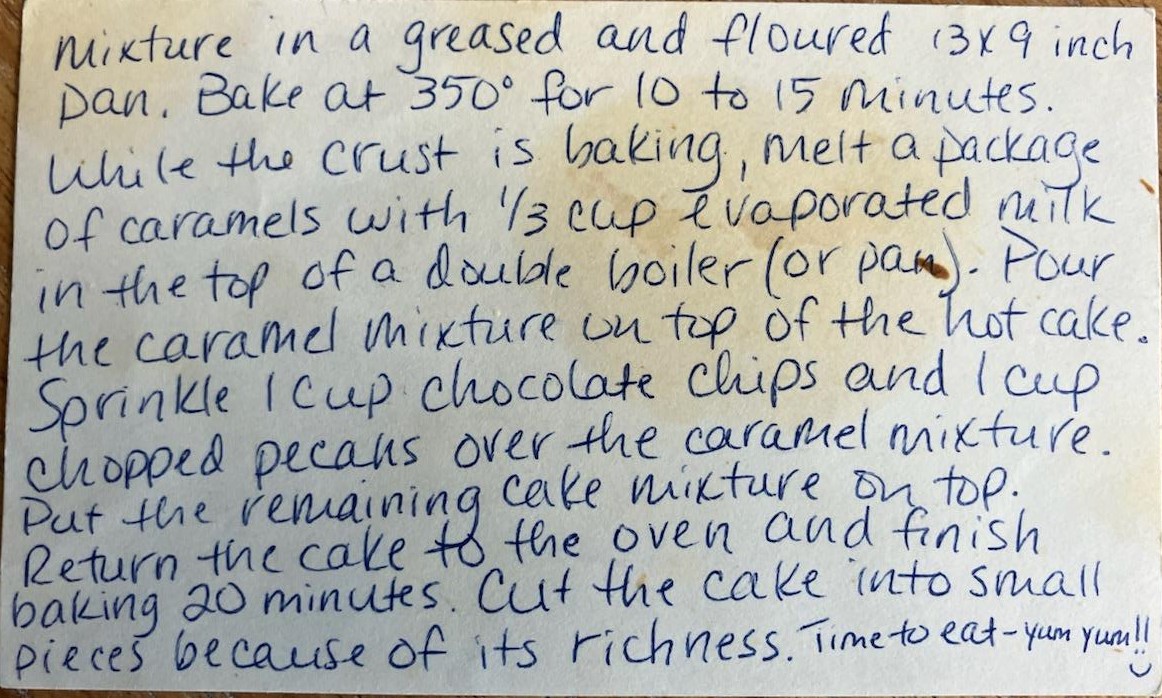 mixture in a greased and floured 13x9 inch
pan. Bake at 350° for 10 to 15 minutes.
While the crust is baking, melt a package
of caramels with 1/3 cup evaporated milk
in the top of a double boiler (or pan). Pour
the caramel mixture on top of the hot cake.
Sprinkle 1 cup chocolate chips and 1 cup
chopped pecans over the caramel mixture.
Put the remaining cake mixture on top.
Return the cake to the oven and finish
baking 20 minutes. Cut the cake into small
pieces because of its richness. Time to eat - yum yum!!